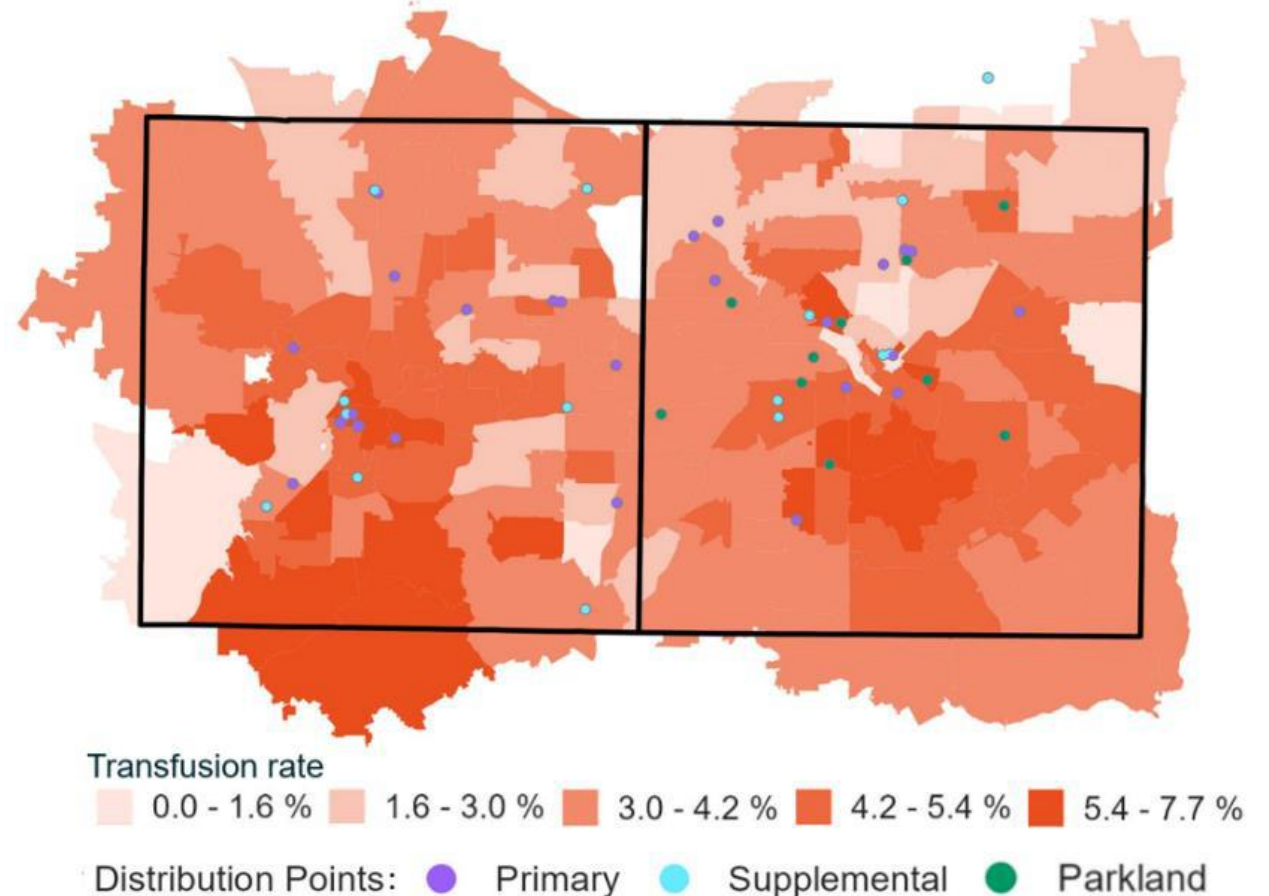 Transfusion rate
0.0 - 1.6 % 1.6 - 3.0 % 3.0 - 4.2 % 4.2 - 5.4 % 5.4 - 7.7 %
Distribution Points: Primary Supplemental Parkland